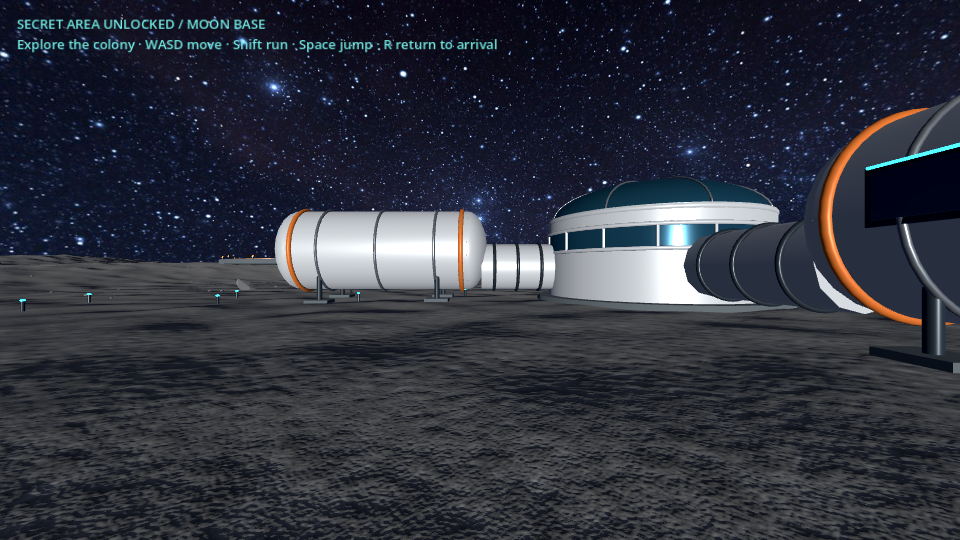 SECRET AREA UNLOCKED / MOON BASE
Explore the colony · WASD move · Shift run · Space jump · R return to arrival